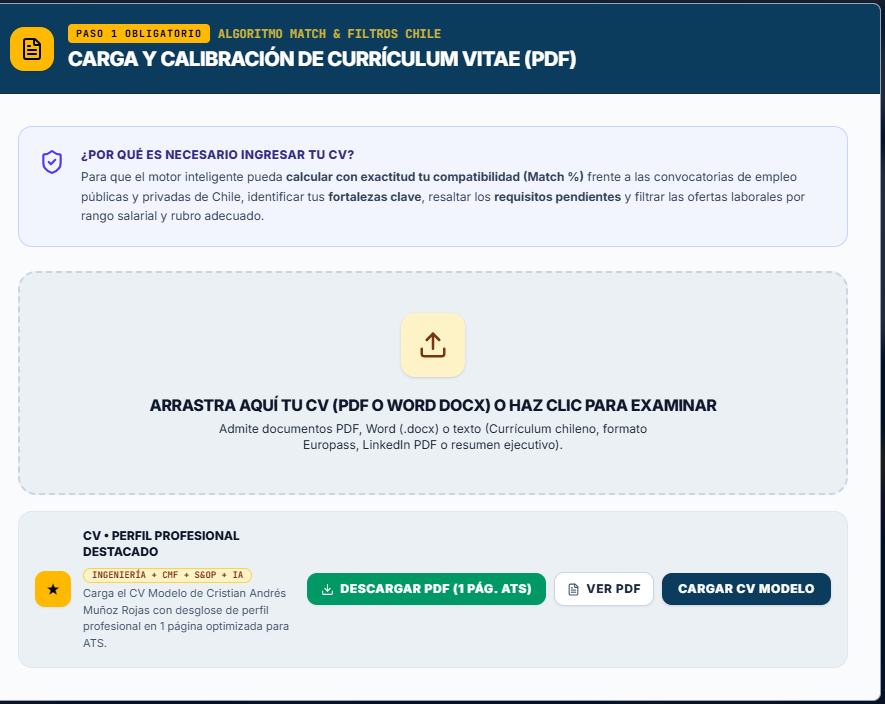 PASO 1 OBLIGATORIO ALGORITMO MATCH & FILTROS CHILE
CARGA Y CALIBRACIÓN DE CURRÍCULUM VITAE (PDF)
¿POR QUÉ ES NECESARIO INGRESAR TU CV?
Para que el motor inteligente pueda calcular con exactitud tu compatibilidad (Match %) frente a las convocatorias de empleo
públicas y privadas de Chile, identificar tus fortalezas clave, resaltar los requisitos pendientes y filtrar las ofertas laborales por
rango salarial y rubro adecuado.
ARRASTRA AQUÍ TU CV (PDF O WORD DOCX) O HAZ CLIC PARA EXAMINAR
Admite documentos PDF, Word (.docx) o texto (Currículum chileno, formato
Europass, LinkedIn PDF o resumen ejecutivo).
CV • PERFIL PROFESIONAL
DESTACADO
INGENIERÍA + CMF + S&OP + IA
Carga el CV Modelo de Cristian Andrés
Muñoz Rojas con desglose de perfil
profesional en 1 página optimizada para
ATS.
DESCARGAR PDF (1 PÁG. ATS)
VER PDF
CARGAR CV MODELO